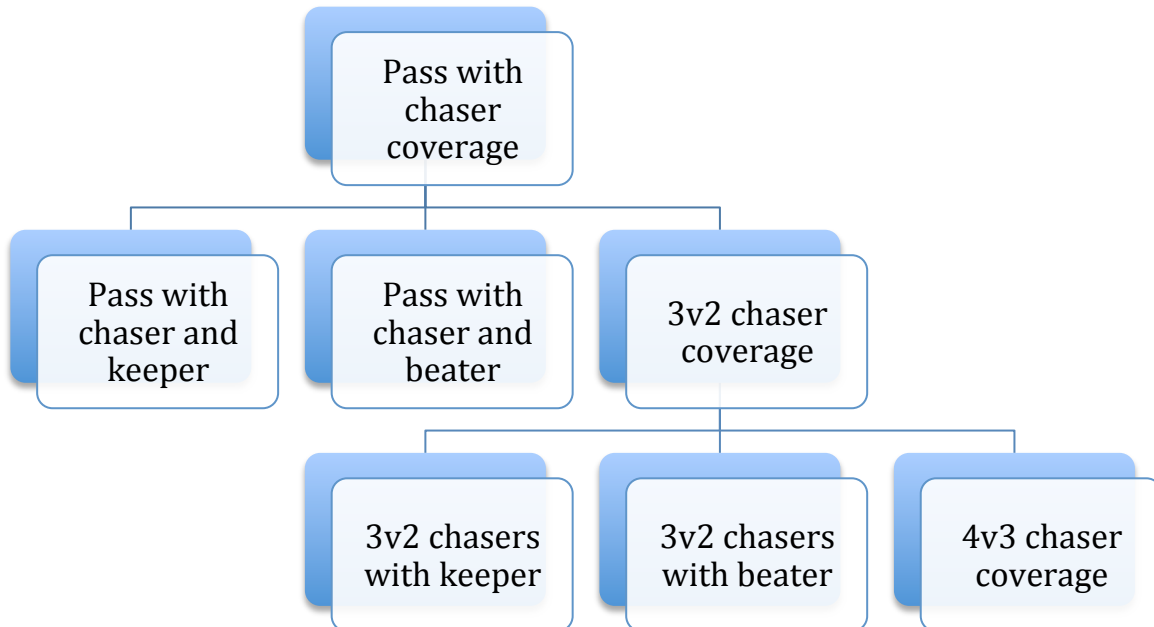 Pass with
chaser
coverage
Pass with
chaser and
keeper
Pass with
chaser and
beater
3v2 chaser
coverage
3v2 chasers
with keeper
3v2 chasers
with beater
4v3 chaser
coverage